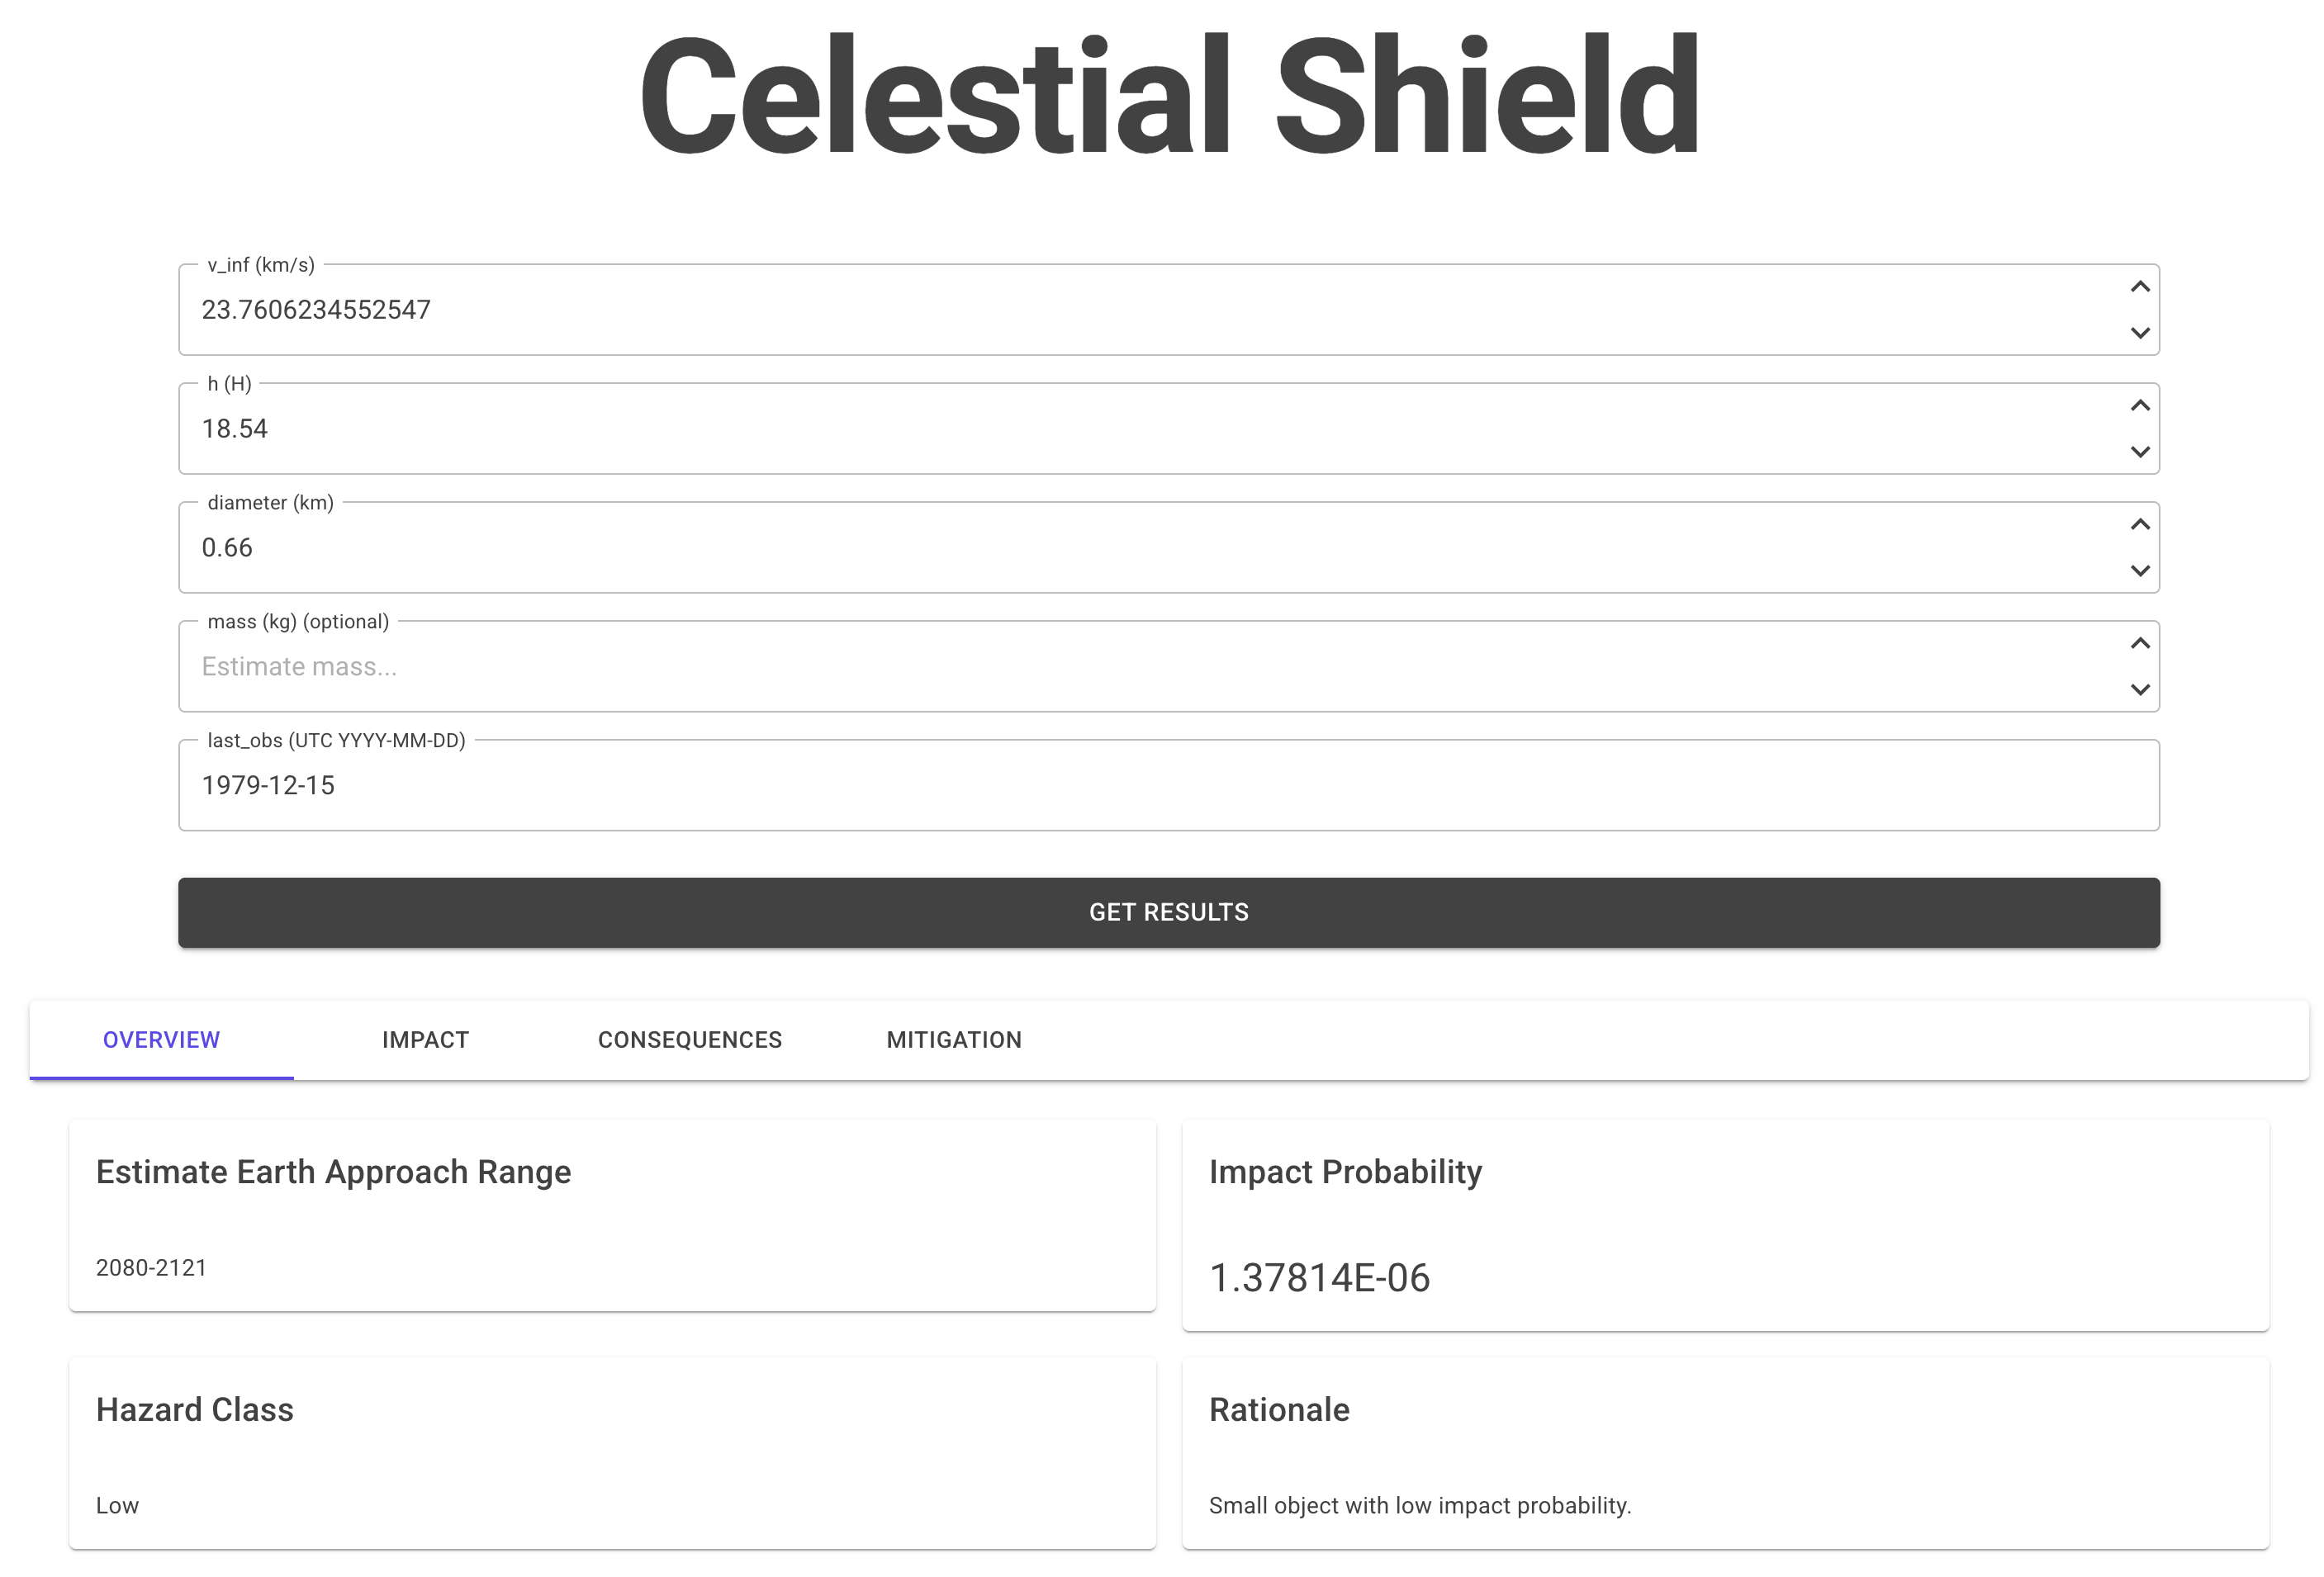 Celestial Shield
v_inf (km/s)
23.7606234552547
h (H)
18.54
diameter (km)
0.66
mass (kg) (optional)
Estimate mass...
last_obs (UTC YYYY-MM-DD)
1979-12-15
GET RESULTS
OVERVIEW IMPACT CONSEQUENCES MITIGATION
Estimate Earth Approach Range
2080-2121
Impact Probability
1.37814E-06
Hazard Class
Low
Rationale
Small object with low impact probability.